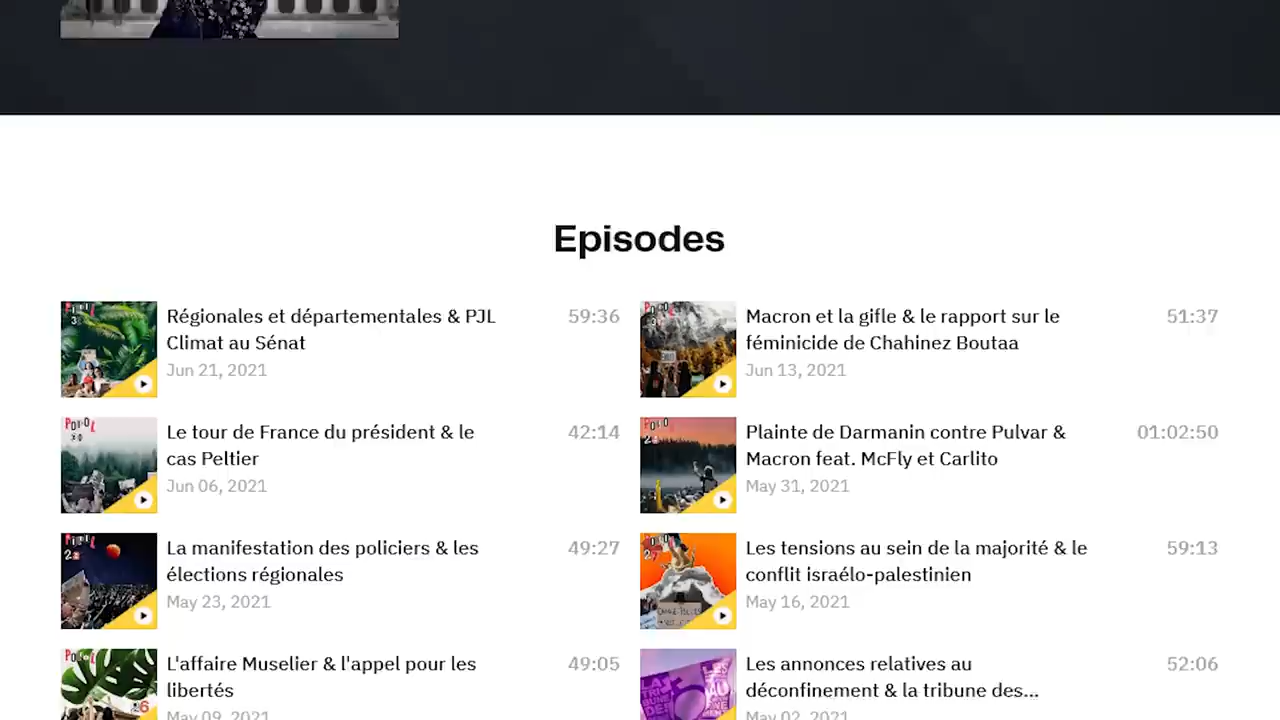 Episodes
Régionales et départementales & PJL
Climat au Sénat
59:36
Jun 21, 2021
Macron et la gifle & le rapport sur le
féminicide de Chahinez Boutaa
51:37
Jun 13, 2021
Le tour de France du président & le
cas Peltier
42:14
Jun 06, 2021
Plainte de Darmanin contre Pulvar &
Macron feat. McFly et Carlito
01:02:50
May 31, 2021
La manifestation des policiers & les
élections régionales
49:27
May 23, 2021
Les tensions au sein de la majorité & le
conflit israélo-palestinien
59:13
May 16, 2021
L'affaire Muselier & l'appel pour les
libertés
49:05
May 09, 2021
Les annonces relatives au
déconfinement & la tribune des...
52:06
May 02, 2021